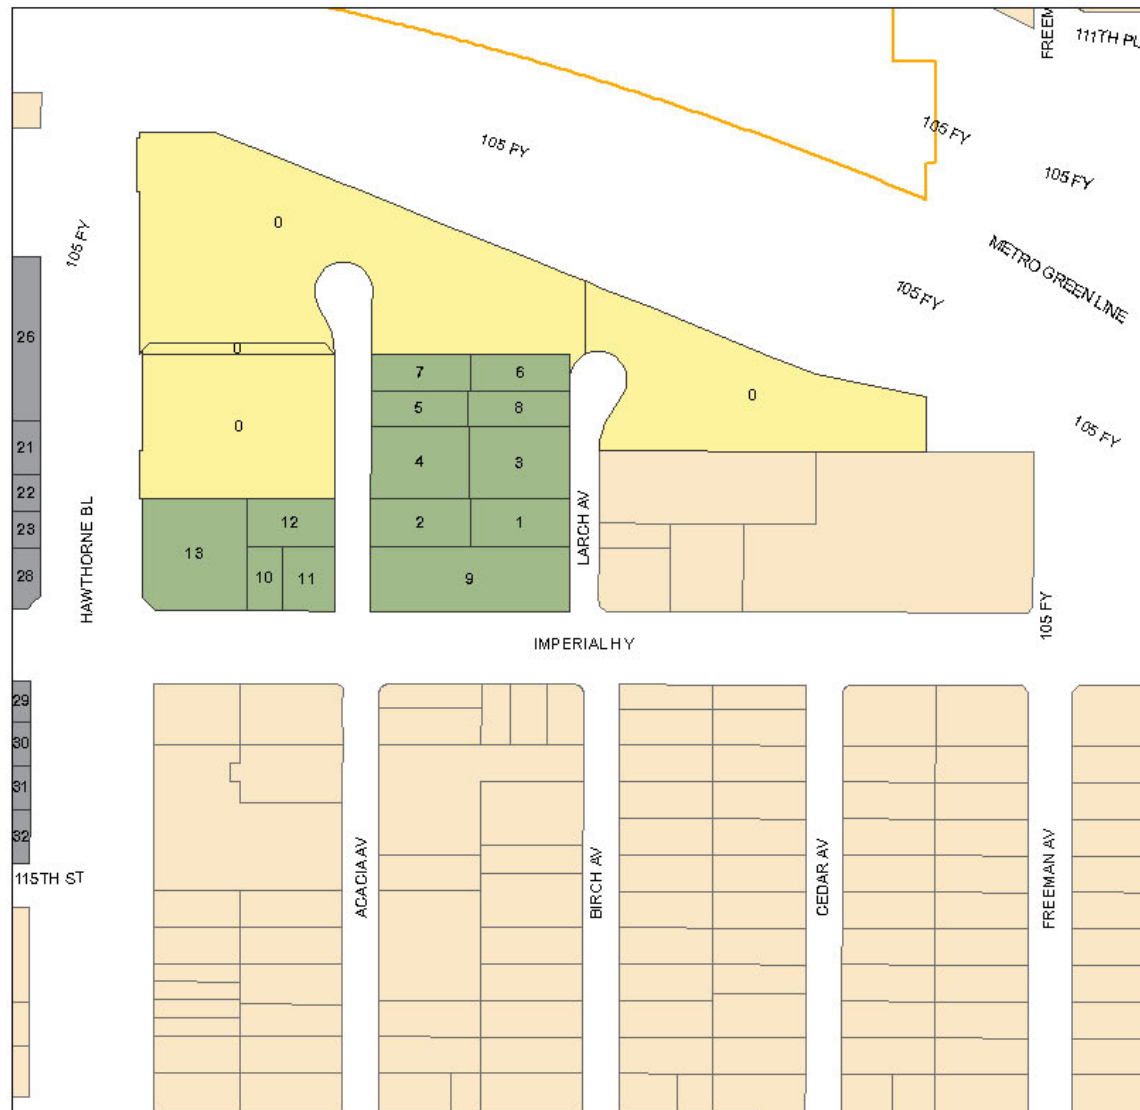 FREEM
111TH PL
105 FY
105 FY
105 FY
105 FY
METRO GREEN LINE
105 FY
105 FY
105 FY
0
0
0
0
26
21
22
23
28
HAWTHORNE BL
7
6
5
8
4
3
2
1
9
12
13
10
11
LARCH AV
IMPERIAL HY
29
30
31
32
115TH ST
ACACIA AV
BIRCH AV
CEDAR AV
FREEMAN AV